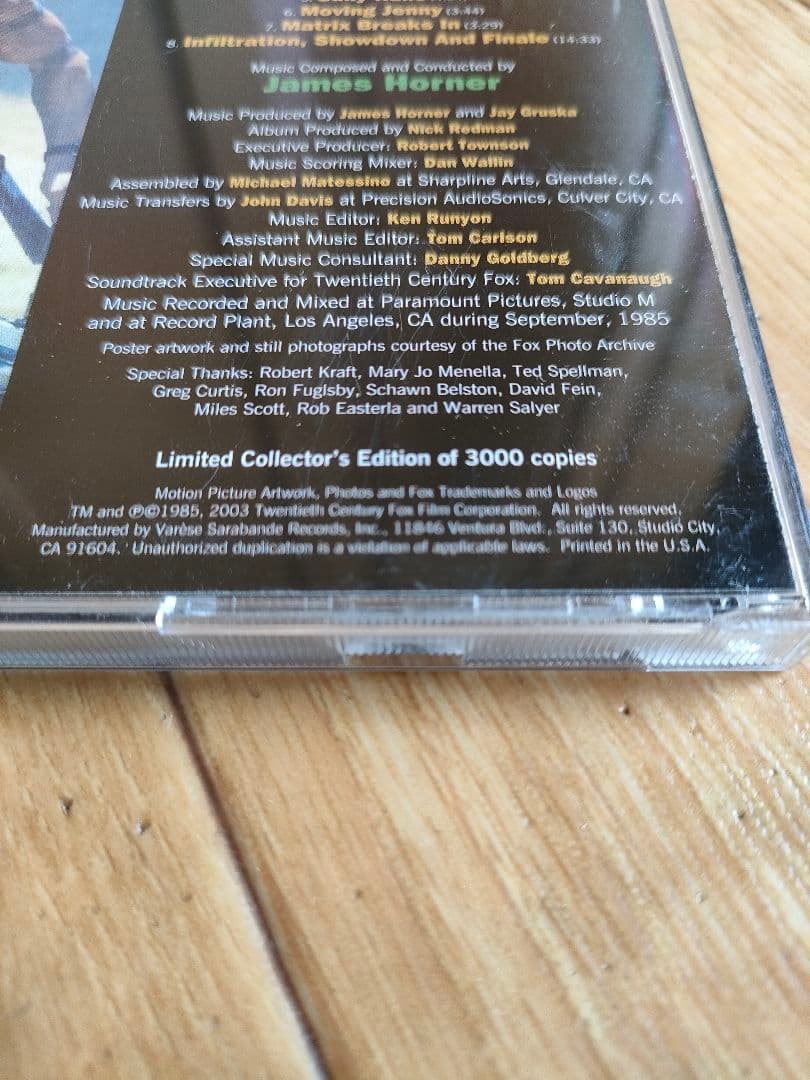 6. Moving Jenny (3:44)
7. Matrix Breaks In (3:29)
8. Infiltration, Showdown And Finale (14:33)
Music Composed and Conducted by
James Horner
Music Produced by James Horner and Jay Gruska
Album Produced by Nick Redman
Executive Producer: Robert Townson
Music Scoring Mixer: Dan Wallin
Assembled by Michael Matessino at Sharpline Arts, Glendale, CA
Music Transfers by John Davis at Precision AudioSonics, Culver City, CA
Music Editor: Ken Runyon
Assistant Music Editor: Tom Carlson
Special Music Consultant: Danny Goldberg
Soundtrack Executive for Twentieth Century Fox: Tom Cavanaugh
Music Recorded and Mixed at Paramount Pictures, Studio M
and at Record Plant, Los Angeles, CA during September, 1985
Poster artwork and still photographs courtesy of the Fox Photo Archive
Special Thanks: Robert Kraft, Mary Jo Menella, Ted Spellman,
Greg Curtis, Ron Fuglsby, Schawn Belston, David Fein,
Miles Scott, Rob Easterla and Warren Salyer
Limited Collector's Edition of 3000 copies
Motion Picture Artwork, Photos and Fox Trademarks and Logos
TM and ℗©1985, 2003 Twentieth Century Fox Film Corporation. All rights reserved.
Manufactured by Varèse Sarabande Records, Inc., 11846 Ventura Blvd., Suite 130, Studio City,
CA 91604. Unauthorized duplication is a violation of applicable laws. Printed in the U.S.A.